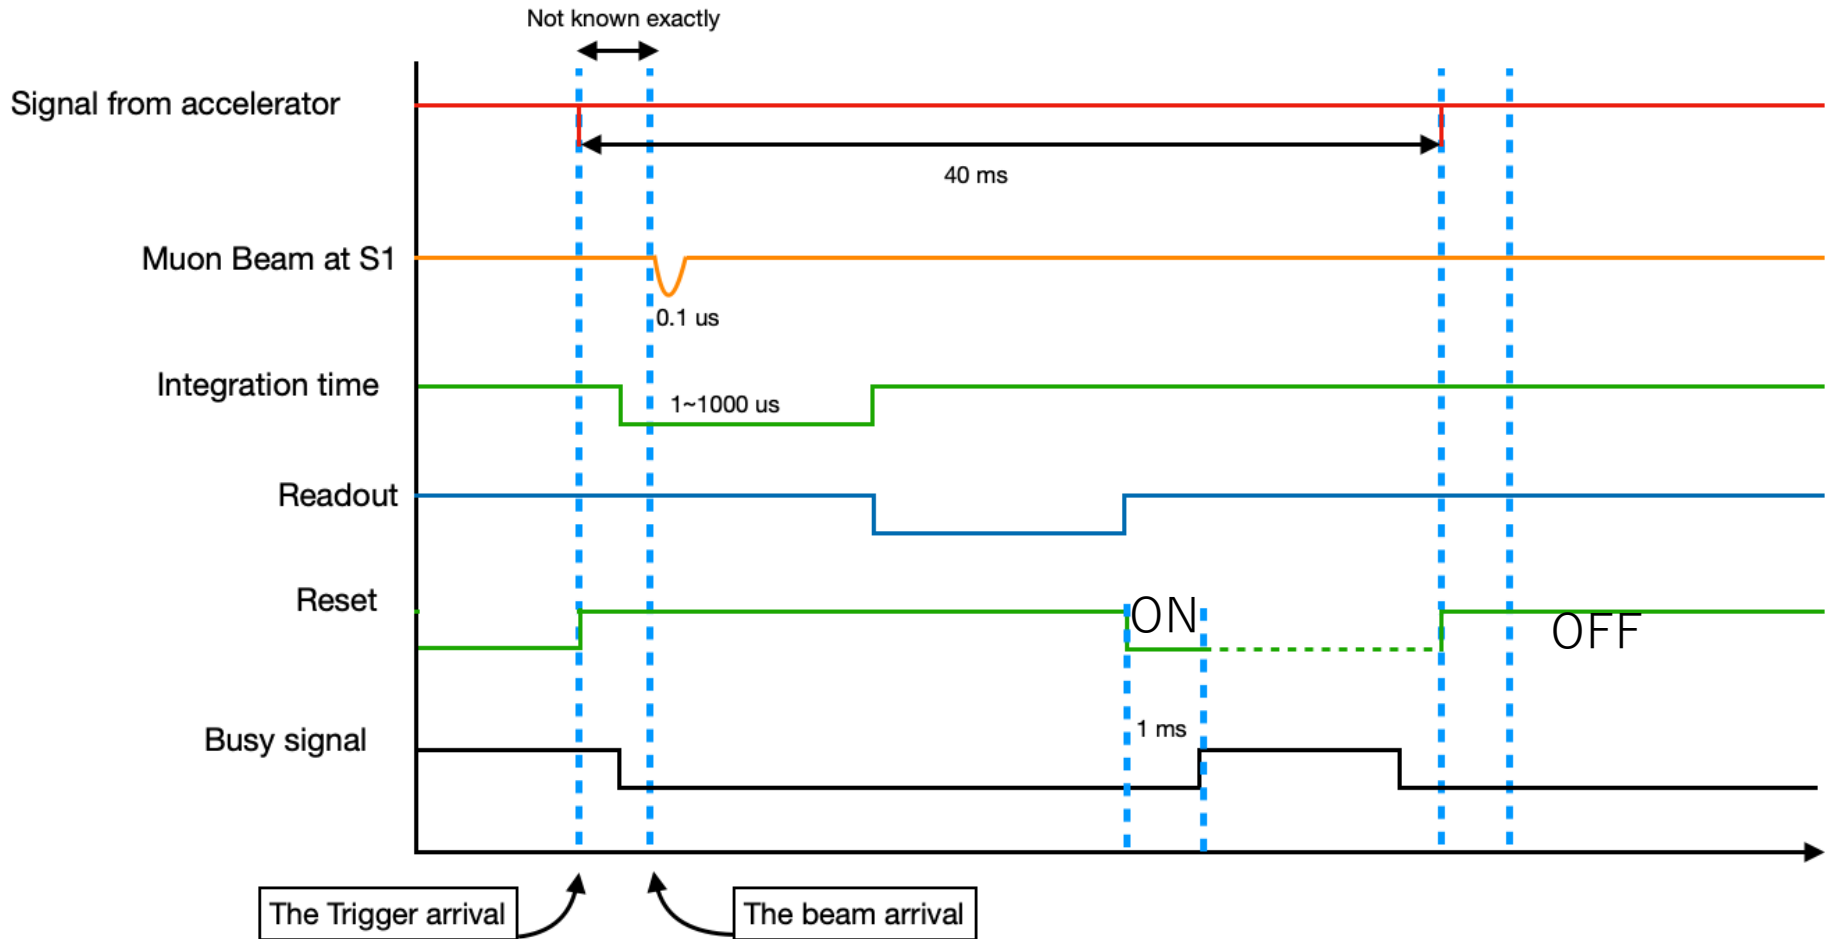 Not known exactly
Signal from accelerator
40 ms
Muon Beam at S1
0.1 us
Integration time
1~1000 us
Readout
Reset
ON
OFF
1 ms
Busy signal
The Trigger arrival
The beam arrival